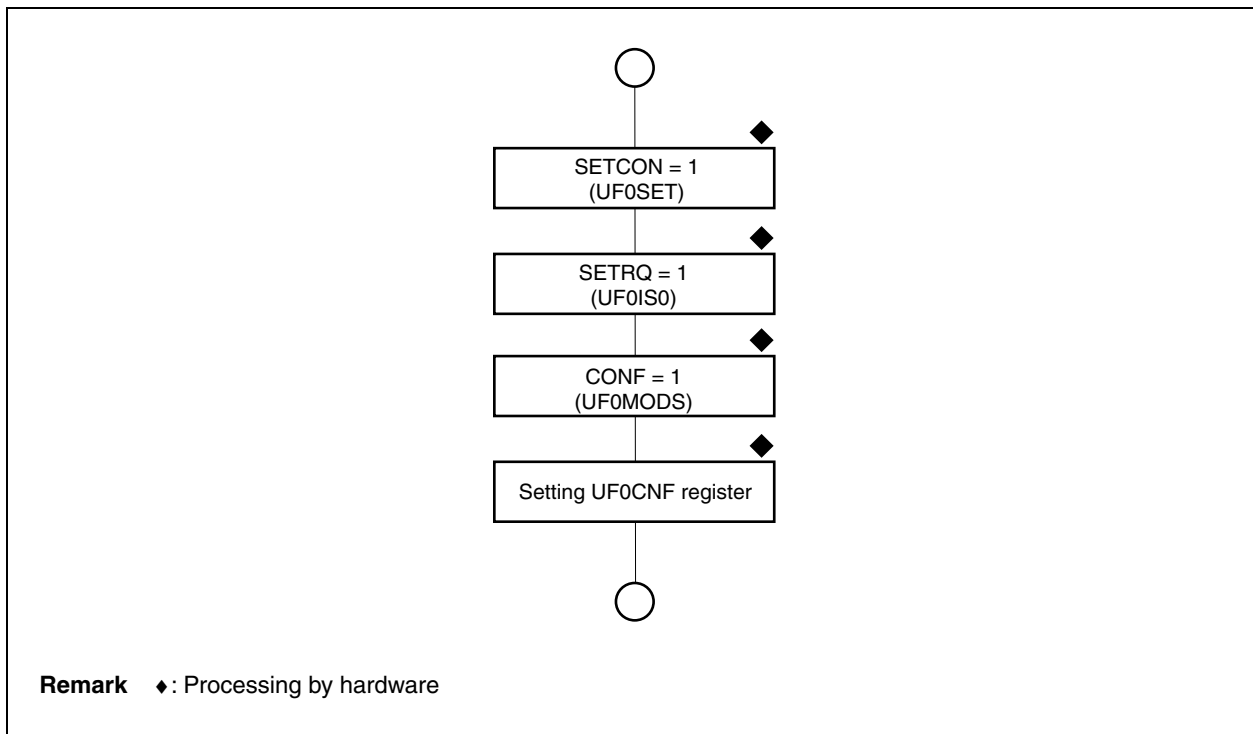 SETCON = 1
(UF0SET)
SETRQ = 1
(UF0IS0)
CONF = 1
(UF0MODS)
Setting UF0CNF register
Remark ♦: Processing by hardware